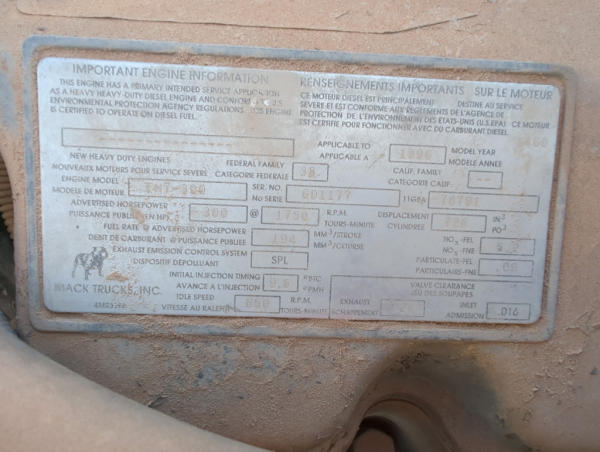 IMPORTANT ENGINE INFORMATION
THIS ENGINE HAS A PRIMARY INTENDED SERVICE APPLICATION
AS A HEAVY HEAVY-DUTY DIESEL ENGINE AND CONFORMS U.S.
ENVIRONMENTAL PROTECTION AGENCY REGULATIONS. THIS ENGINE
IS CERTIFIED TO OPERATE ON DIESEL FUEL.
RENSEIGNEMENTS IMPORTANTS SUR LE MOTEUR
CE MOTEUR DIESEL EST PRINCIPALEMENT DESTINE AU SERVICE
SEVERE ET EST CONFORME AUX REGLEMENTS DE L'AGENCE DE
PROTECTION DE L'ENVIRONNEMENT DES ETATS-UNIS (U.S.EPA). CE MOTEUR
EST CERTIFIE POUR FONCTIONNER AVEC DU CARBURANT DIESEL.
APPLICABLE TO MODEL YEAR
APPLICABLE A MODELE ANNEE
NEW HEAVY DUTY ENGINES FEDERAL FAMILY CALIF. FAMILY
NOUVEAUX MOTEURS POUR SERVICE SEVERE CATEGORIE FEDERALE CATEGORIE CALIF. --
ENGINE MODEL SER. NO.
MODELE DE MOTEUR No SERIE 6D1177
ADVERTISED HORSEPOWER R.P.M. DISPLACEMENT IN³
PUISSANCE PUBLIEE EN HP 300 @ 1750 TOURS-MINUTE CYLINDREE PO³
FUEL RATE @ ADVERTISED HORSEPOWER MM³/STROKE NOx-FEL
DEBIT DE CARBURANT @ PUISSANCE PUBLIEE 194 MM³/COURSE NOx-FNE
EXHAUST EMISSION CONTROL SYSTEM PARTICULATE-FEL
DISPOSITIF DEPOLLUANT SPL PARTICULAIRE-FNE
INITIAL INJECTION TIMING °BTC VALVE CLEARANCE
AVANCE A L'INJECTION °PMH JEU DES SOUPAPES
MACK TRUCKS, INC. IDLE SPEED R.P.M. EXHAUST INLET
VITESSE AU RALENTI 650 TOURS-MINUTE ECHAPPEMENT ADMISSION .016